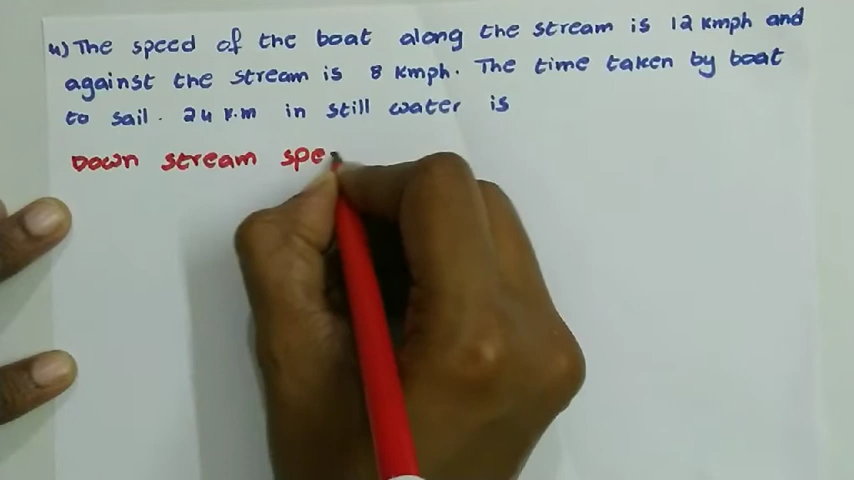 4) The speed of the boat along the stream is 12 kmph and
against the stream is 8 kmph. The time taken by boat
to sail. 24 k.m in still water is
Down stream spe